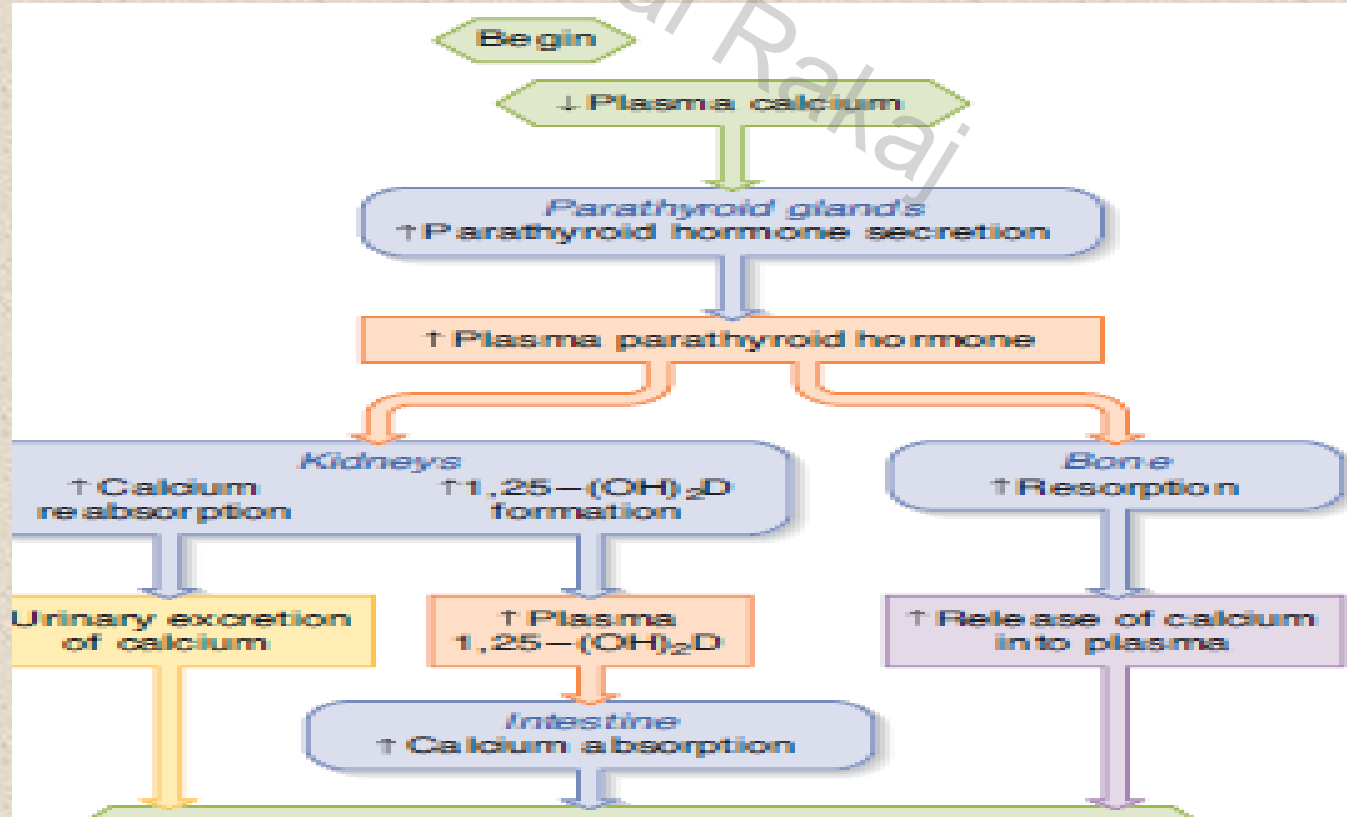 Begin
↓ Plasma calcium
Parathyroid glands
↑ Parathyroid hormone secretion
↑ Plasma parathyroid hormone
Kidneys
↑ Calcium
reabsorption
↑ 1,25–(OH)₂D
formation
Bone
↑ Resorption
Urinary excretion
of calcium
↑ Plasma
1,25–(OH)₂D
↑ Release of calcium
into plasma
Intestine
↑ Calcium absorption
Rakaj